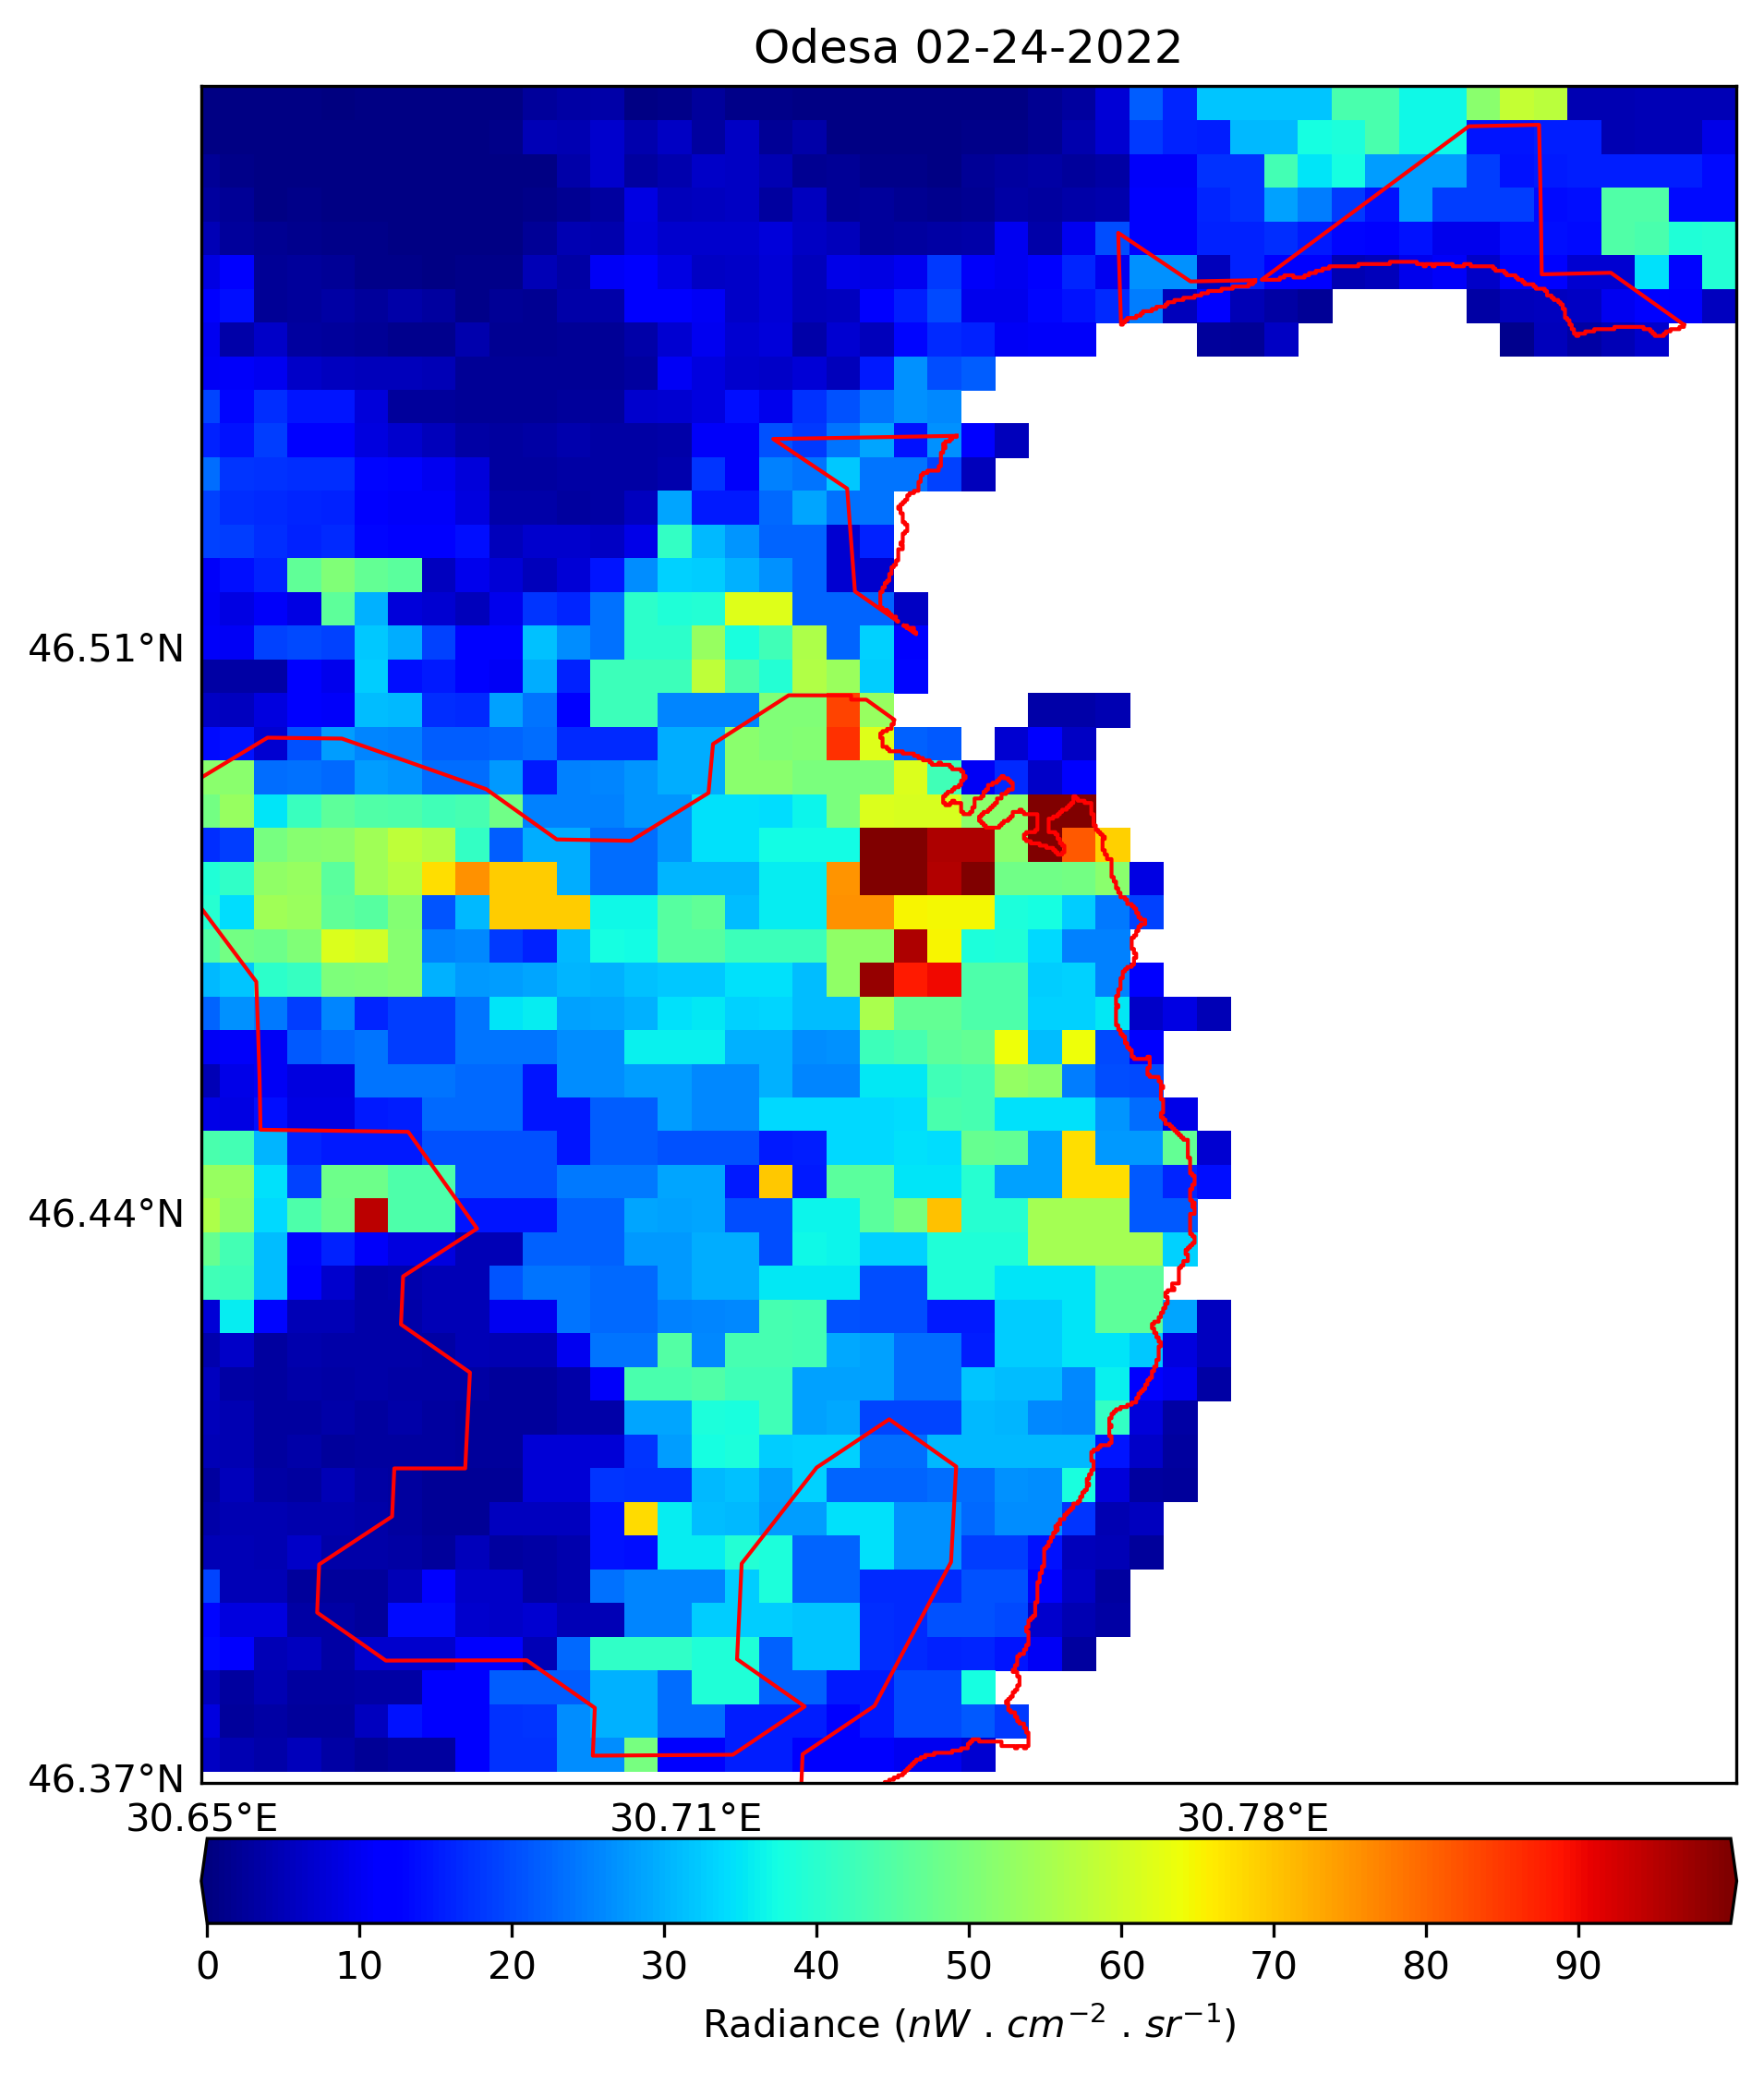 Odesa 02-24-2022
46.51°N
46.44°N
46.37°N
30.65°E 30.71°E 30.78°E
0 10 20 30 40 50 60 70 80 90
Radiance (nW . cm⁻² . sr⁻¹)